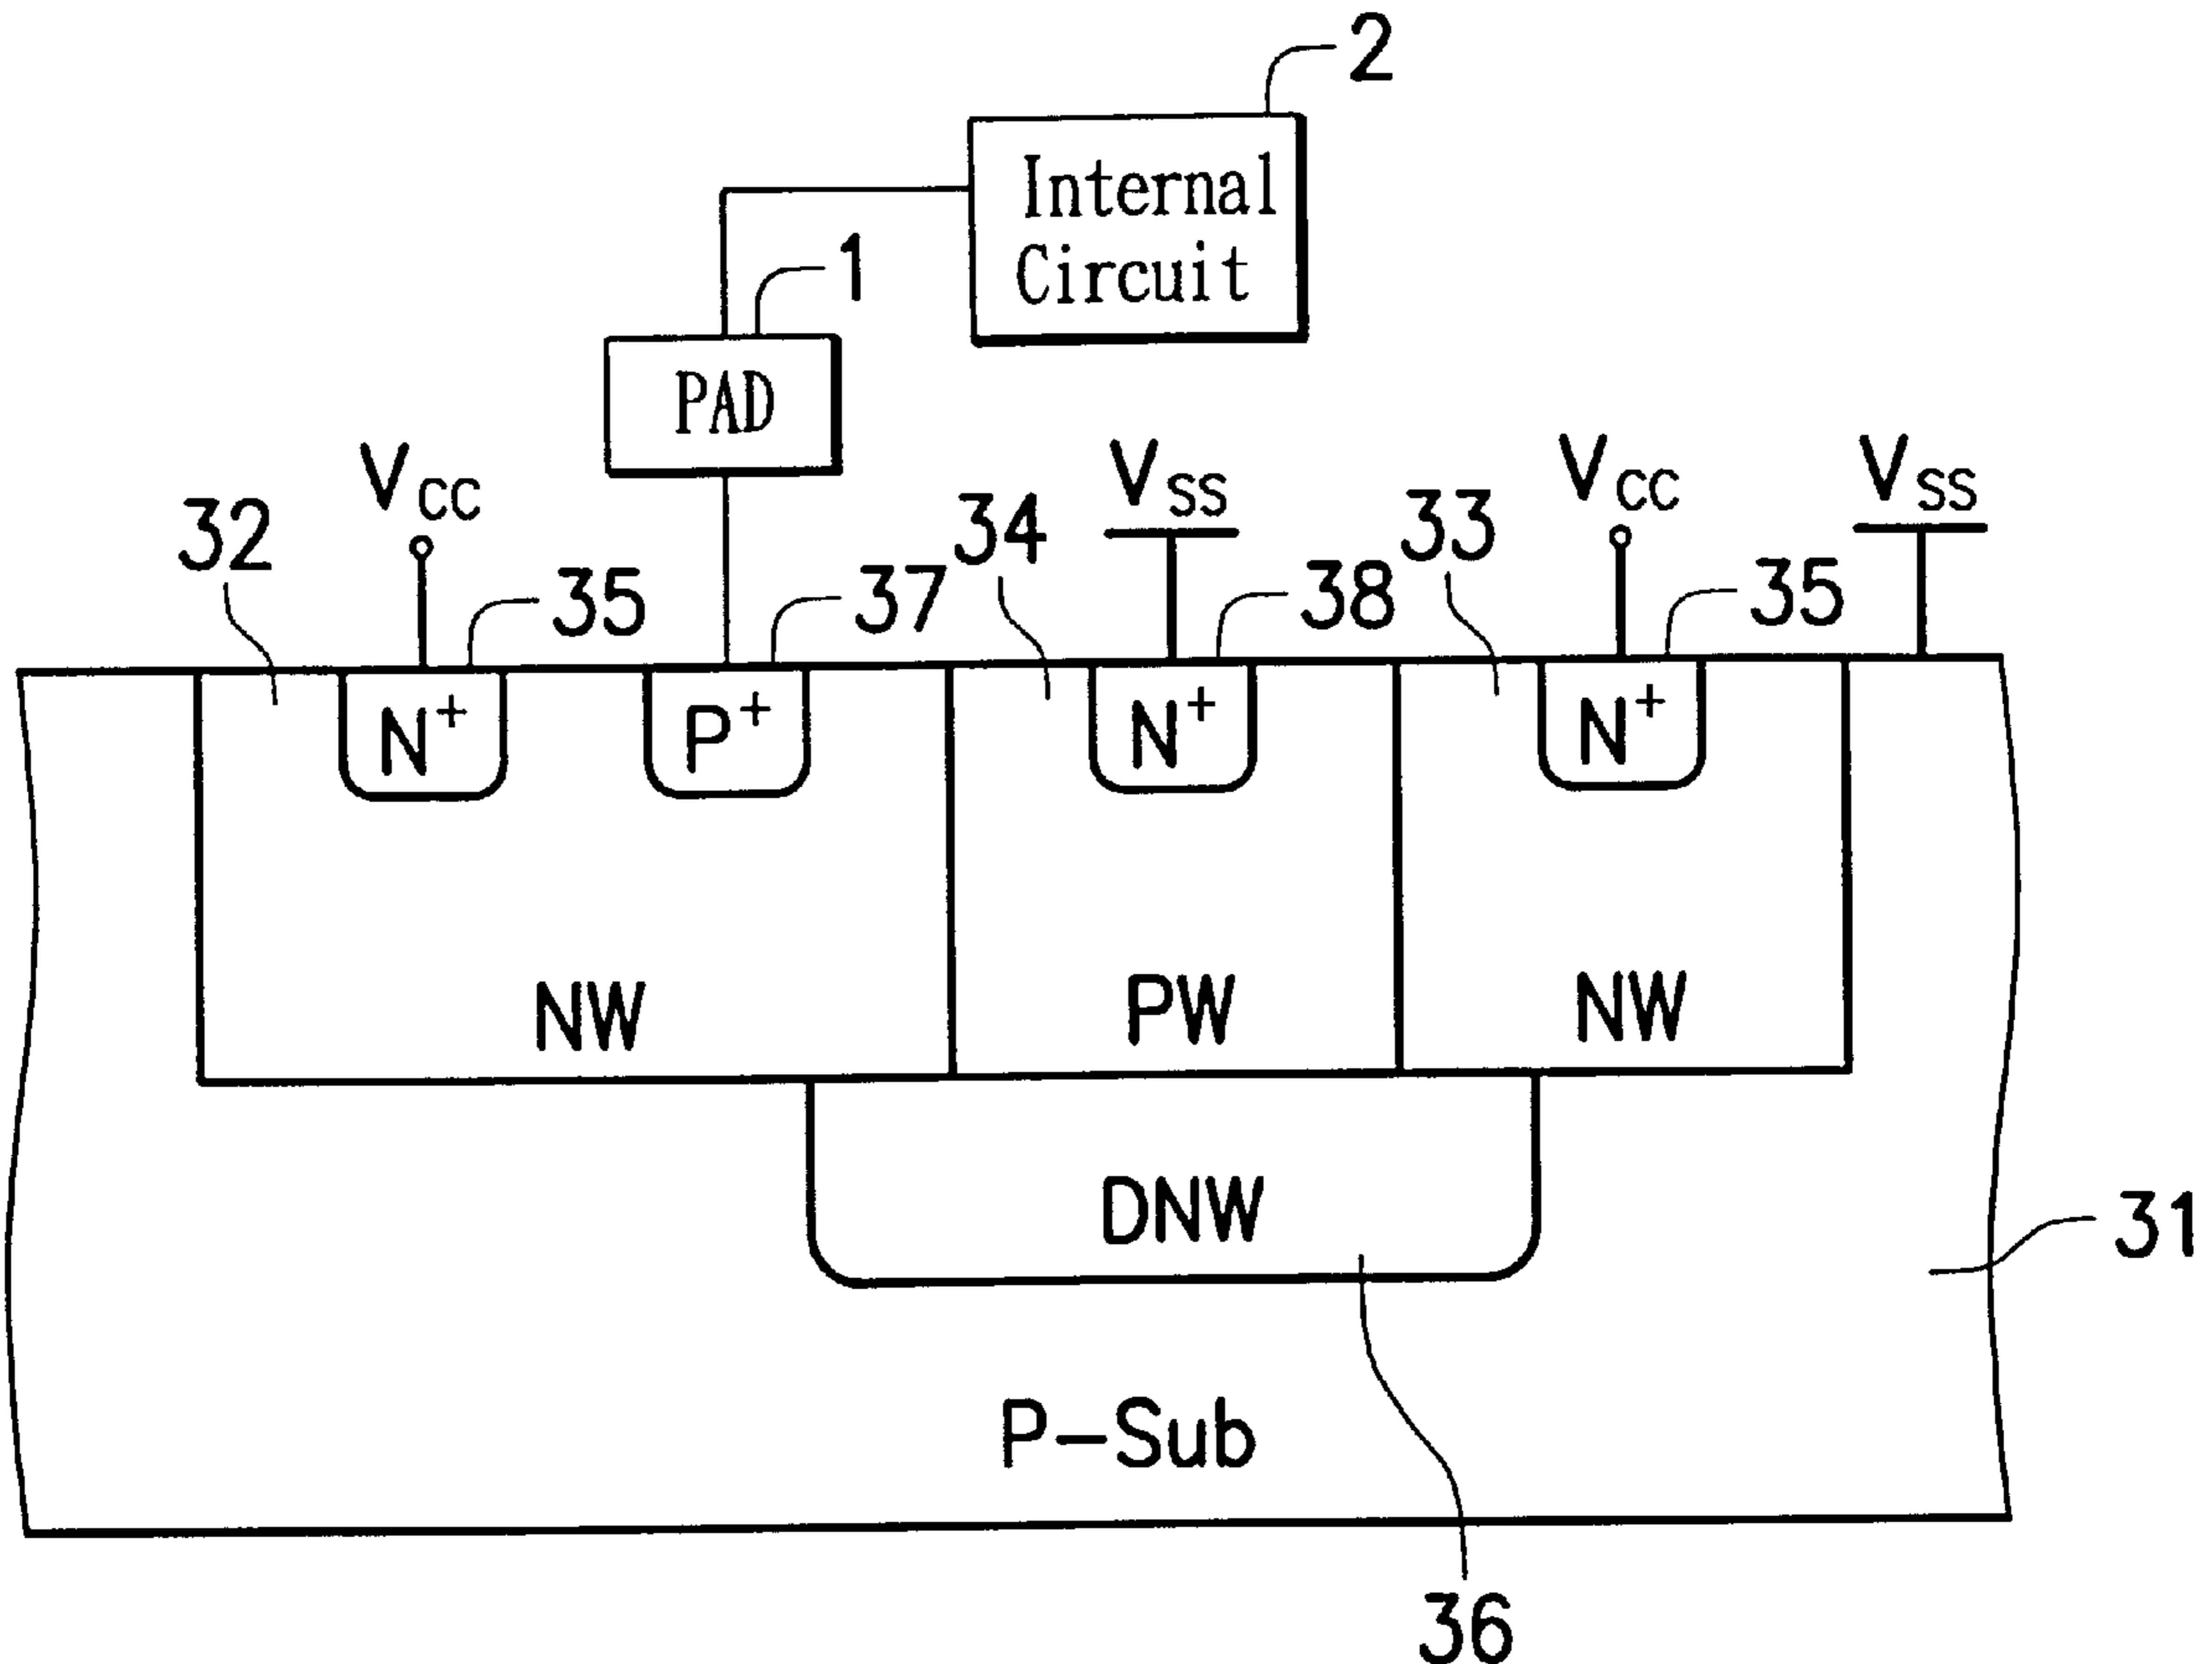 2
Internal
Circuit
1
PAD
VCC
VSS
VCC
VSS
32
34
33
35
37
38
35
N+
P+
N+
N+
NW
PW
NW
DNW
31
P-Sub
36